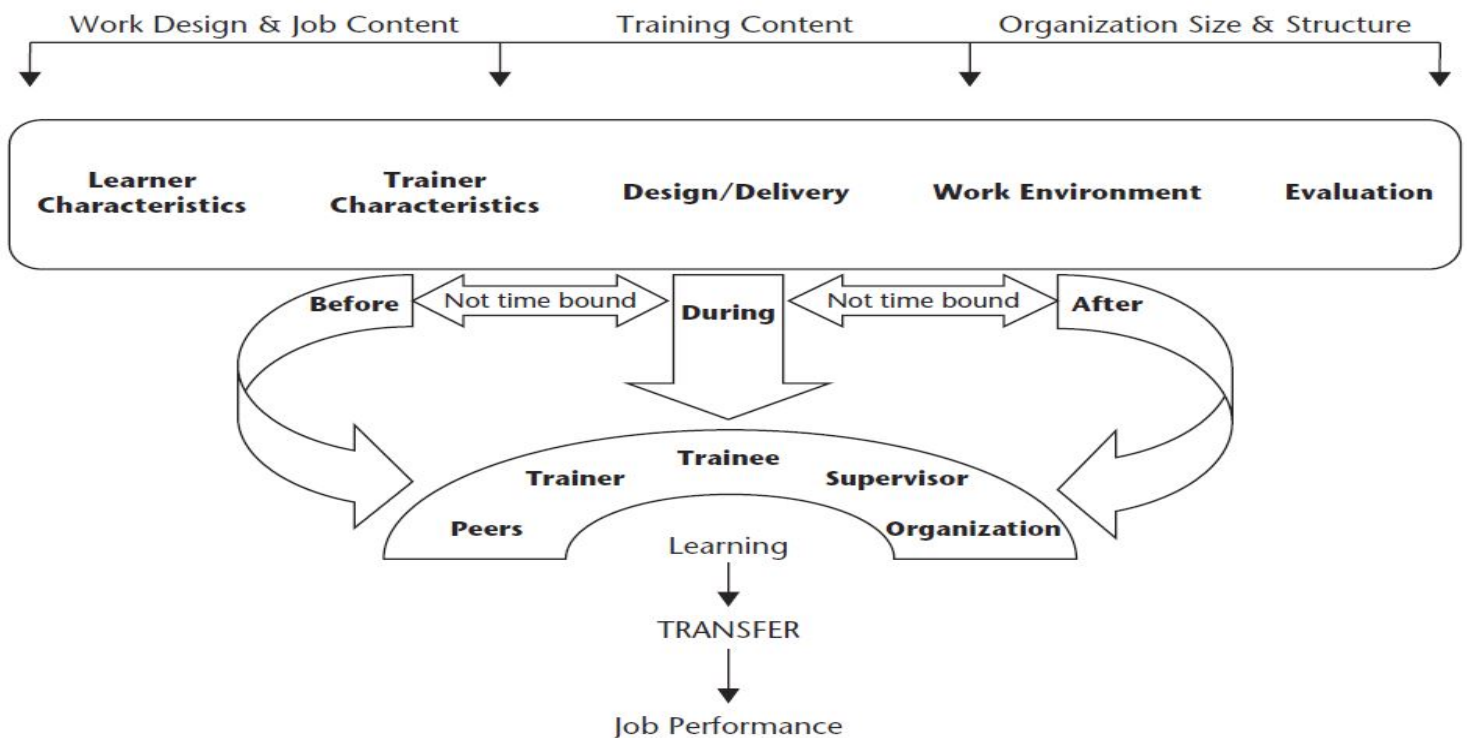 Work Design & Job Content
Training Content
Organization Size & Structure
Learner
Characteristics
Trainer
Characteristics
Design/Delivery
Work Environment
Evaluation
Before
Not time bound
During
Not time bound
After
Peers
Trainer
Trainee
Supervisor
Organization
Learning
TRANSFER
Job Performance